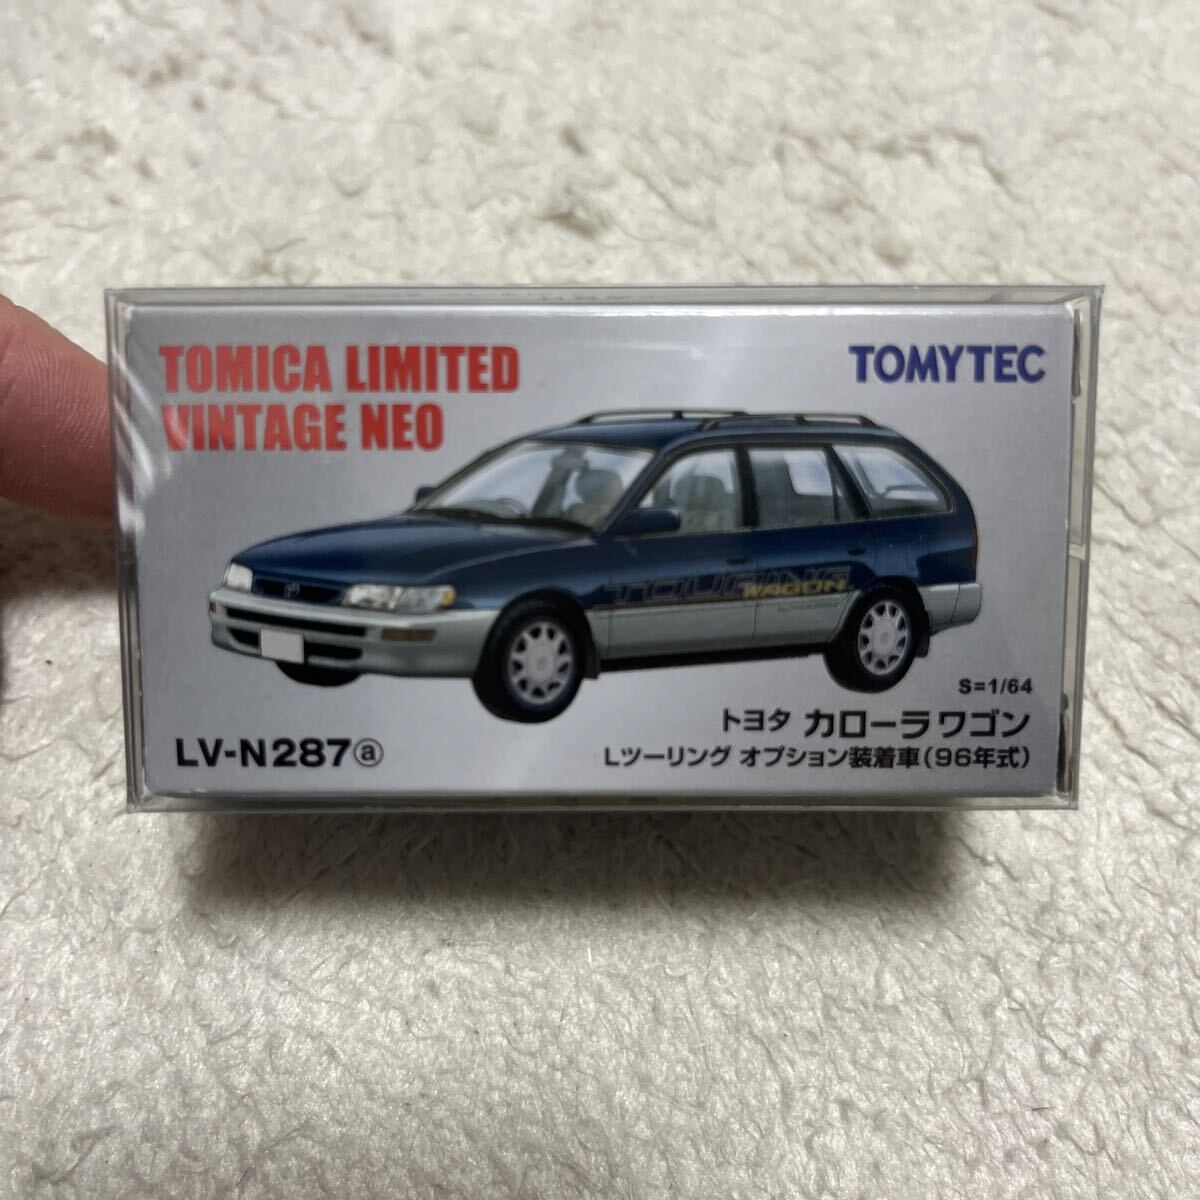 TOMICA LIMITED
VINTAGE NEO
TOMYTEC
TOURING
WAGON
S=1/64
トヨタ カローラワゴン
LV-N287ⓐ
Lツーリング オプション装着車(96年式)